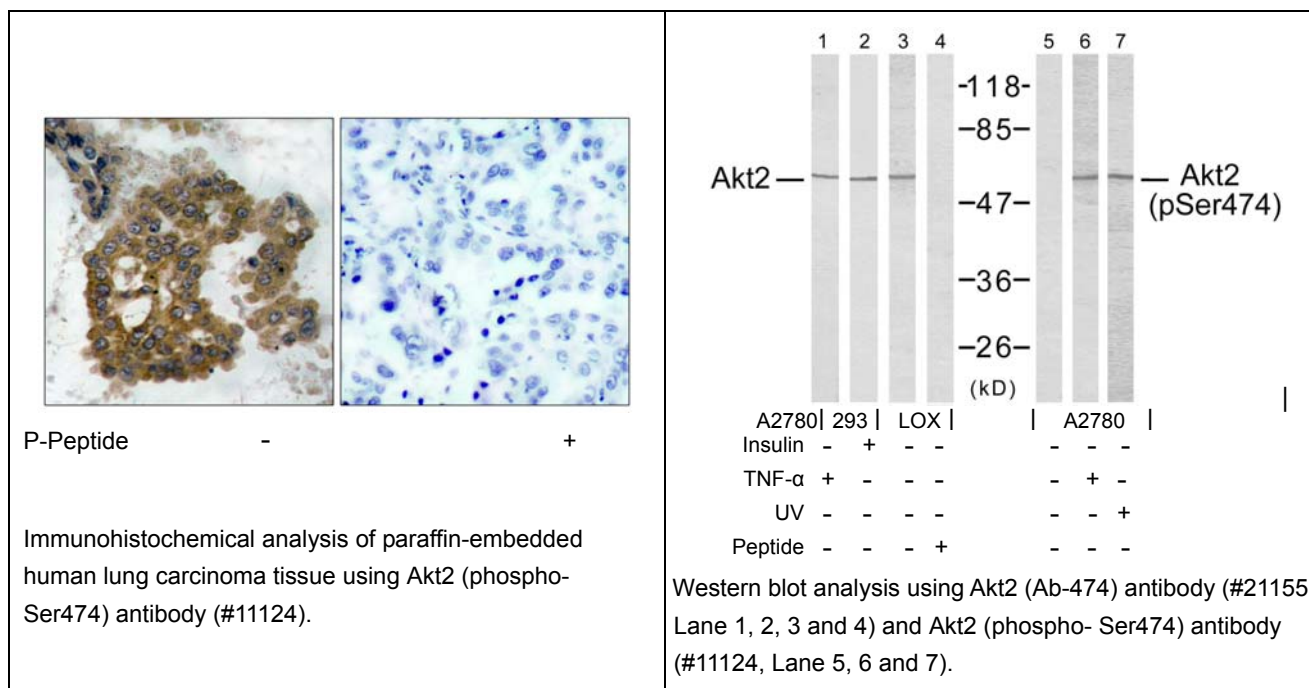 P-Peptide - +
Immunohistochemical analysis of paraffin-embedded
human lung carcinoma tissue using Akt2 (phospho-
Ser474) antibody (#11124).
1 2 3 4 5 6 7
-118-
-85-
Akt2 — — Akt2
(pSer474)
-47-
-36-
-26-
(kD)
A2780| 293 | LOX | | A2780 |
Insulin - + - - - - -
TNF-α + - - - - + -
UV - - - - - - +
Peptide - - - + - - -
Western blot analysis using Akt2 (Ab-474) antibody (#21155
Lane 1, 2, 3 and 4) and Akt2 (phospho- Ser474) antibody
(#11124, Lane 5, 6 and 7).